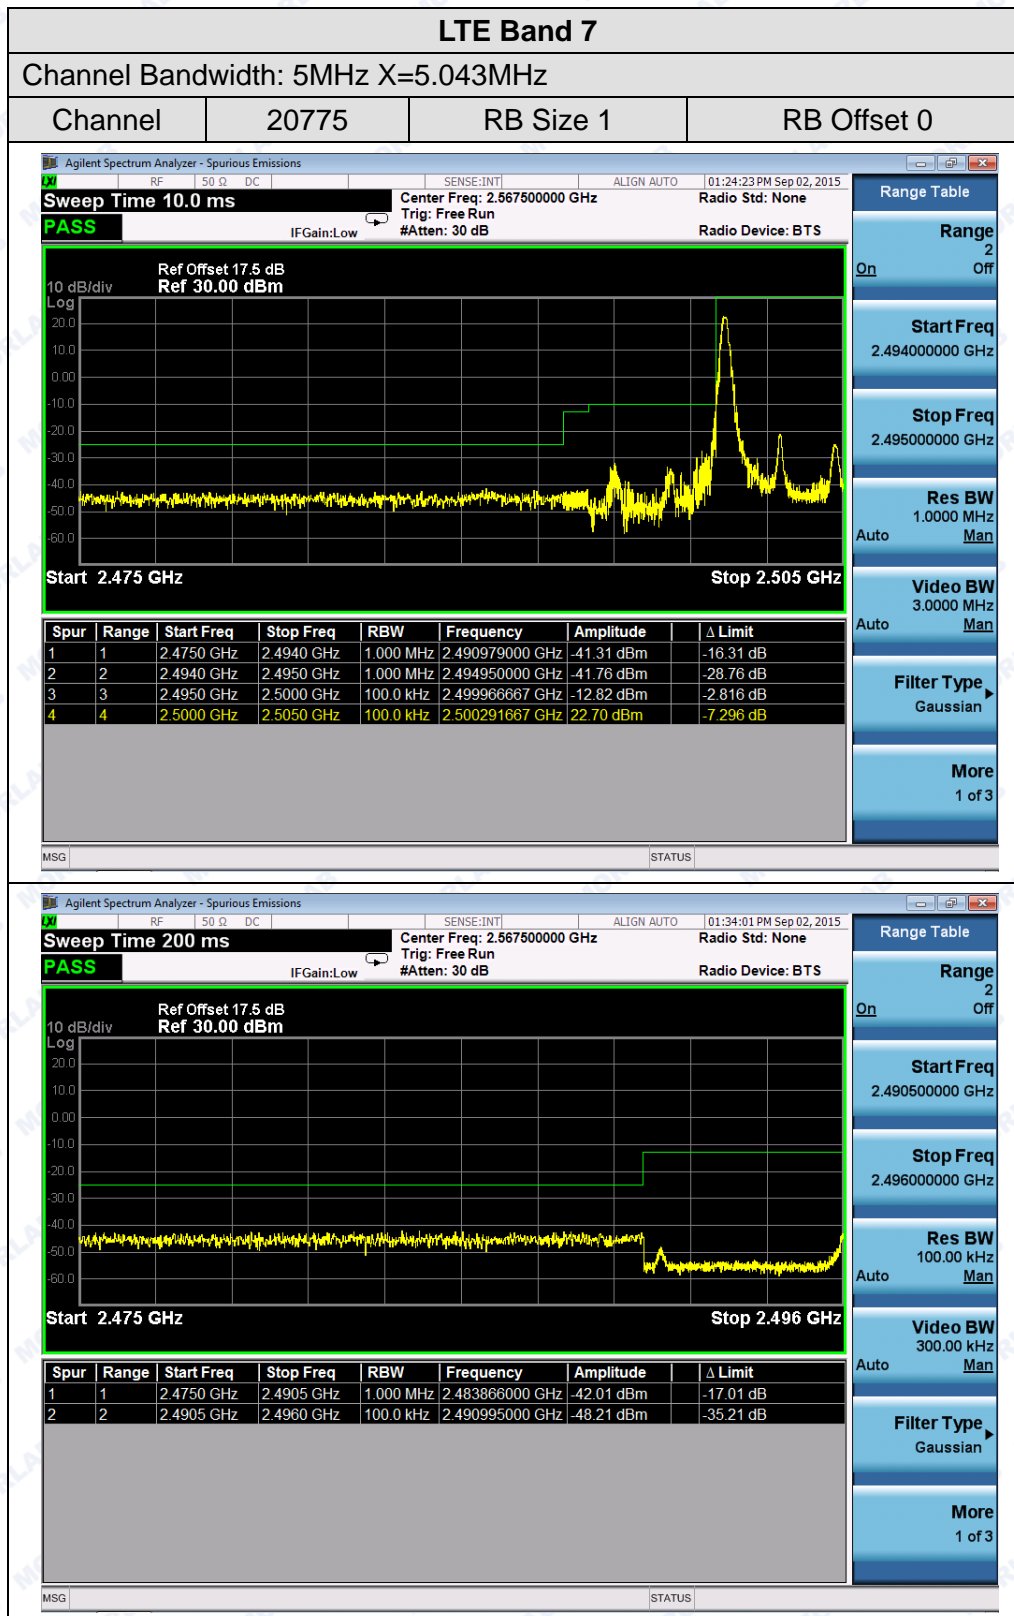 LTE Band 7
Channel Bandwidth: 5MHz X=5.043MHz
Channel 20775 RB Size 1 RB Offset 0
Agilent Spectrum Analyzer - Spurious Emissions
LXI RF 50 Ω DC SENSE:INT ALIGN AUTO 01:24:23 PM Sep 02, 2015
Sweep Time 10.0 ms Center Freq: 2.567500000 GHz Radio Std: None
Trig: Free Run
PASS IFGain:Low #Atten: 30 dB Radio Device: BTS
Ref Offset 17.5 dB
10 dB/div Ref 30.00 dBm
Log
20.0
10.0
0.00
-10.0
-20.0
-30.0
-40.0
-50.0
-60.0
Start 2.475 GHz Stop 2.505 GHz
Spur Range Start Freq Stop Freq RBW Frequency Amplitude Δ Limit
1 1 2.4750 GHz 2.4940 GHz 1.000 MHz 2.490979000 GHz -41.31 dBm -16.31 dB
2 2 2.4940 GHz 2.4950 GHz 1.000 MHz 2.494950000 GHz -41.76 dBm -28.76 dB
3 3 2.4950 GHz 2.5000 GHz 100.0 kHz 2.499966667 GHz -12.82 dBm -2.816 dB
4 4 2.5000 GHz 2.5050 GHz 100.0 kHz 2.500291667 GHz 22.70 dBm -7.296 dB
MSG STATUS
Range Table
Range
2
On Off
Start Freq
2.494000000 GHz
Stop Freq
2.495000000 GHz
Res BW
1.0000 MHz
Auto Man
Video BW
3.0000 MHz
Auto Man
Filter Type
Gaussian
More
1 of 3
Agilent Spectrum Analyzer - Spurious Emissions
LXI RF 50 Ω DC SENSE:INT ALIGN AUTO 01:34:01 PM Sep 02, 2015
Sweep Time 200 ms Center Freq: 2.567500000 GHz Radio Std: None
Trig: Free Run
PASS IFGain:Low #Atten: 30 dB Radio Device: BTS
Ref Offset 17.5 dB
10 dB/div Ref 30.00 dBm
Log
20.0
10.0
0.00
-10.0
-20.0
-30.0
-40.0
-50.0
-60.0
Start 2.475 GHz Stop 2.496 GHz
Spur Range Start Freq Stop Freq RBW Frequency Amplitude Δ Limit
1 1 2.4750 GHz 2.4905 GHz 1.000 MHz 2.483866000 GHz -42.01 dBm -17.01 dB
2 2 2.4905 GHz 2.4960 GHz 100.0 kHz 2.490995000 GHz -48.21 dBm -35.21 dB
MSG STATUS
Range Table
Range
2
On Off
Start Freq
2.490500000 GHz
Stop Freq
2.496000000 GHz
Res BW
100.00 kHz
Auto Man
Video BW
300.00 kHz
Auto Man
Filter Type
Gaussian
More
1 of 3